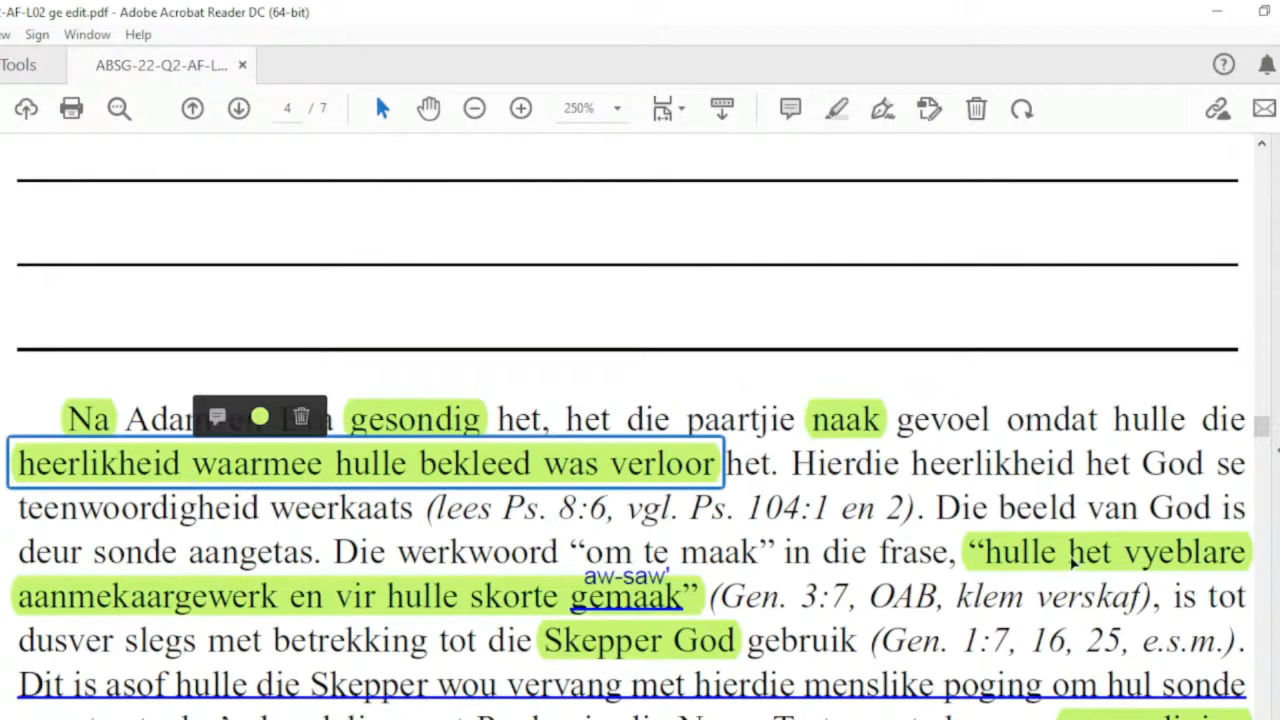 -AF-L02 ge edit.pdf - Adobe Acrobat Reader DC (64-bit)
Sign Window Help
Tools ABSG-22-Q2-AF-L... ×
4 / 7 250%
Na gesondig het, het die paartjie naak gevoel omdat hulle die
heerlikheid waarmee hulle bekleed was verloor het. Hierdie heerlikheid het God se
teenwoordigheid weerkaats (lees Ps. 8:6, vgl. Ps. 104:1 en 2). Die beeld van God is
deur sonde aangetas. Die werkwoord “om te maak” in die frase, “hulle het vyeblare
aw-saw'
aanmekaargewerk en vir hulle skorte gemaak” (Gen. 3:7, OAB, klem verskaf), is tot
dusver slegs met betrekking tot die Skepper God gebruik (Gen. 1:7, 16, 25, e.s.m.).
Dit is asof hulle die Skepper wou vervang met hierdie menslike poging om hul sonde